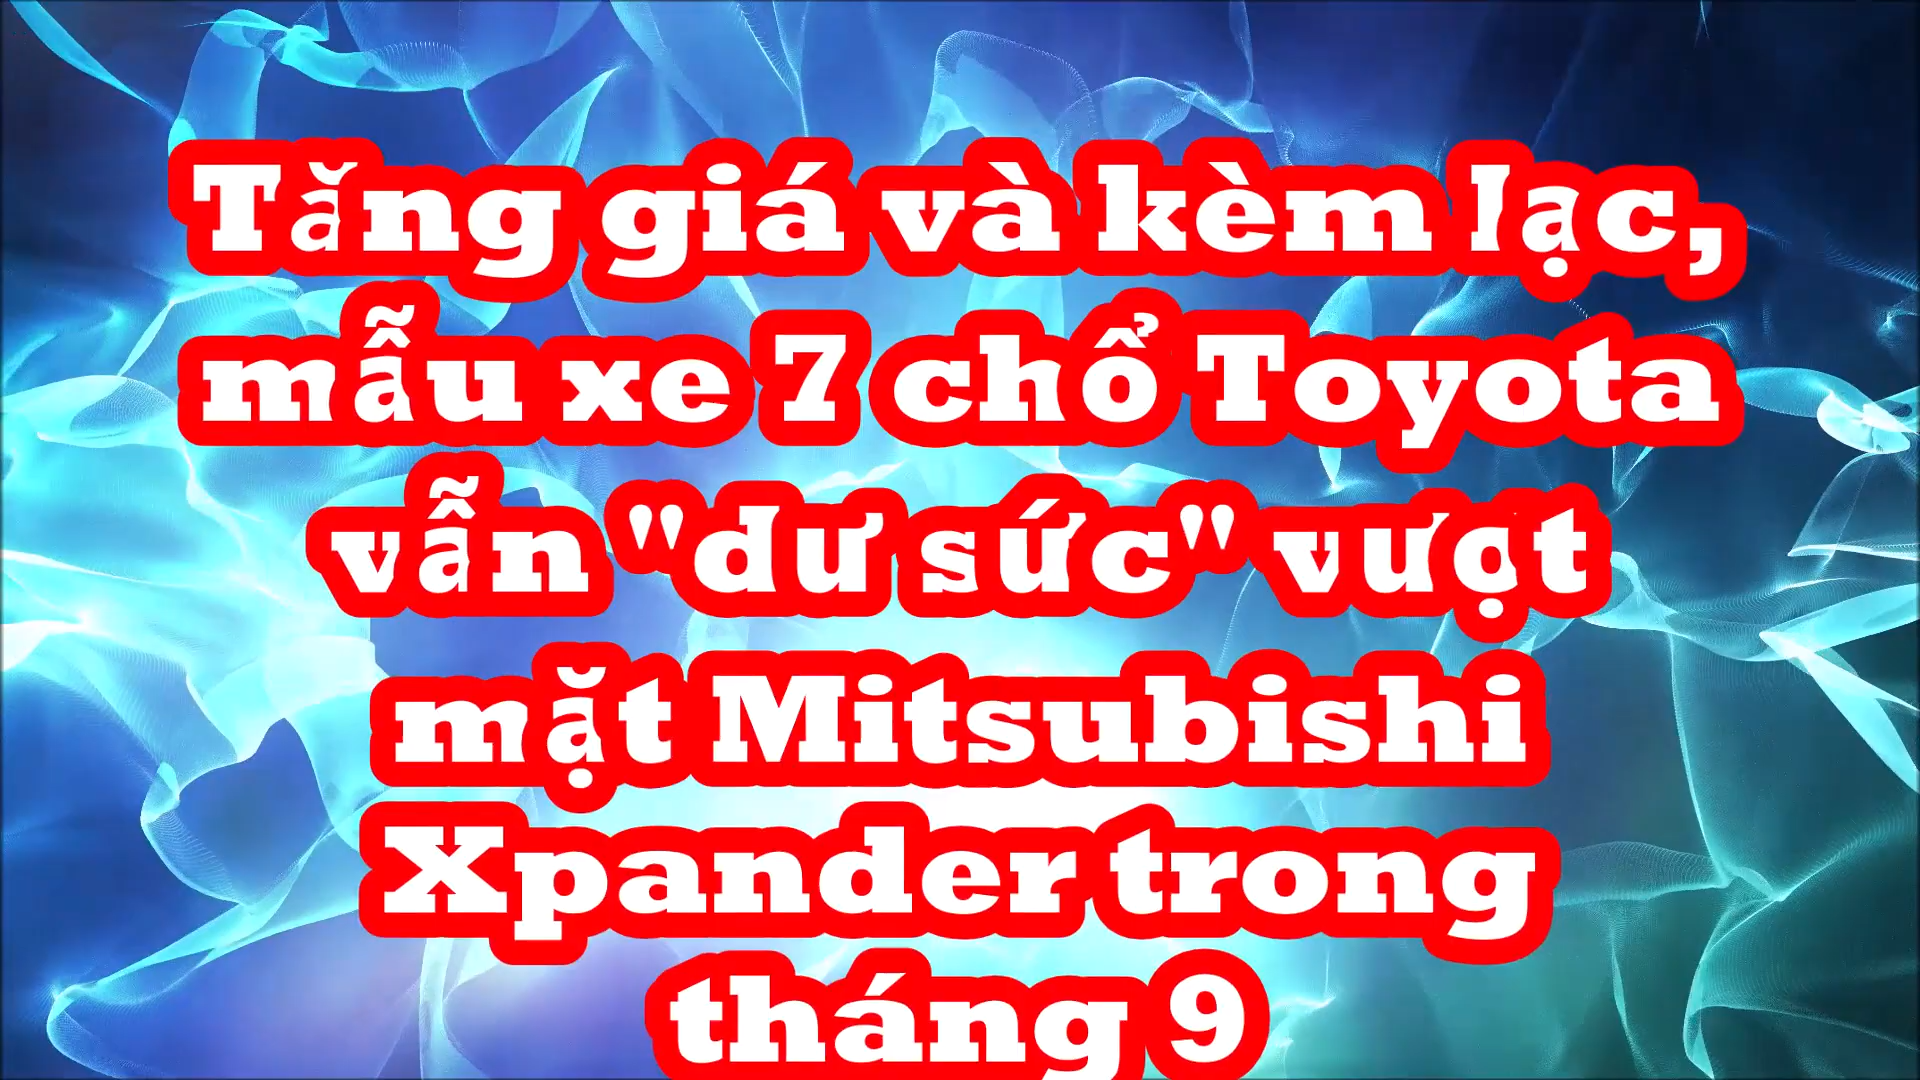 Tăng giá và kèm lạc,
mẫu xe 7 chổ Toyota
vẫn "dư sức" vượt
mặt Mitsubishi
Xpander trong
tháng 9